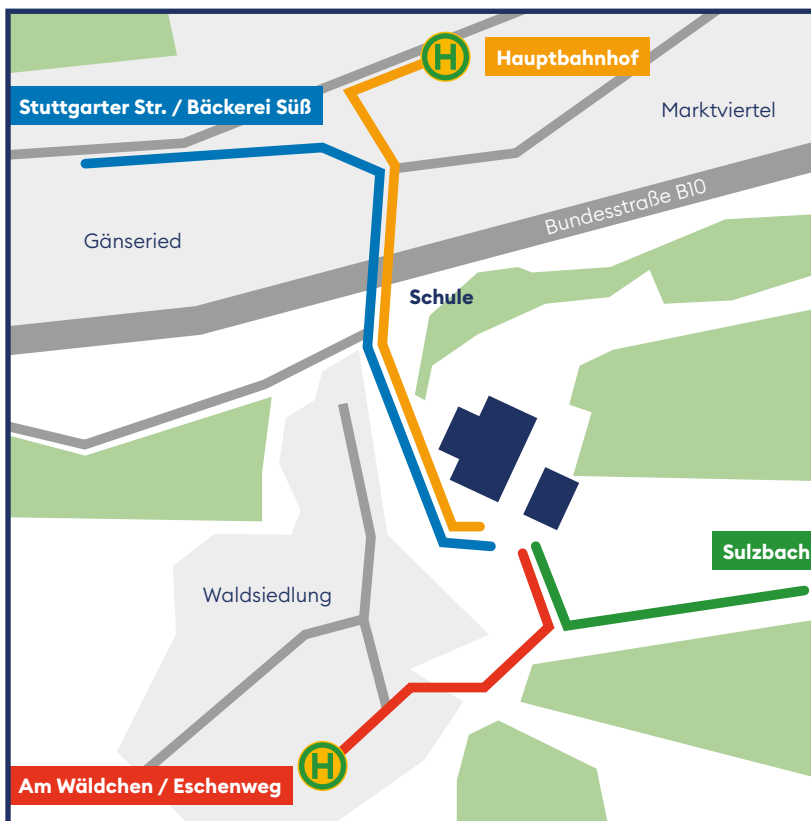 H
Hauptbahnhof
Stuttgarter Str. / Bäckerei Süß
Marktviertel
Bundesstraße B10
Gänseried
Schule
Sulzbach
Waldsiedlung
H
Am Wäldchen / Eschenweg